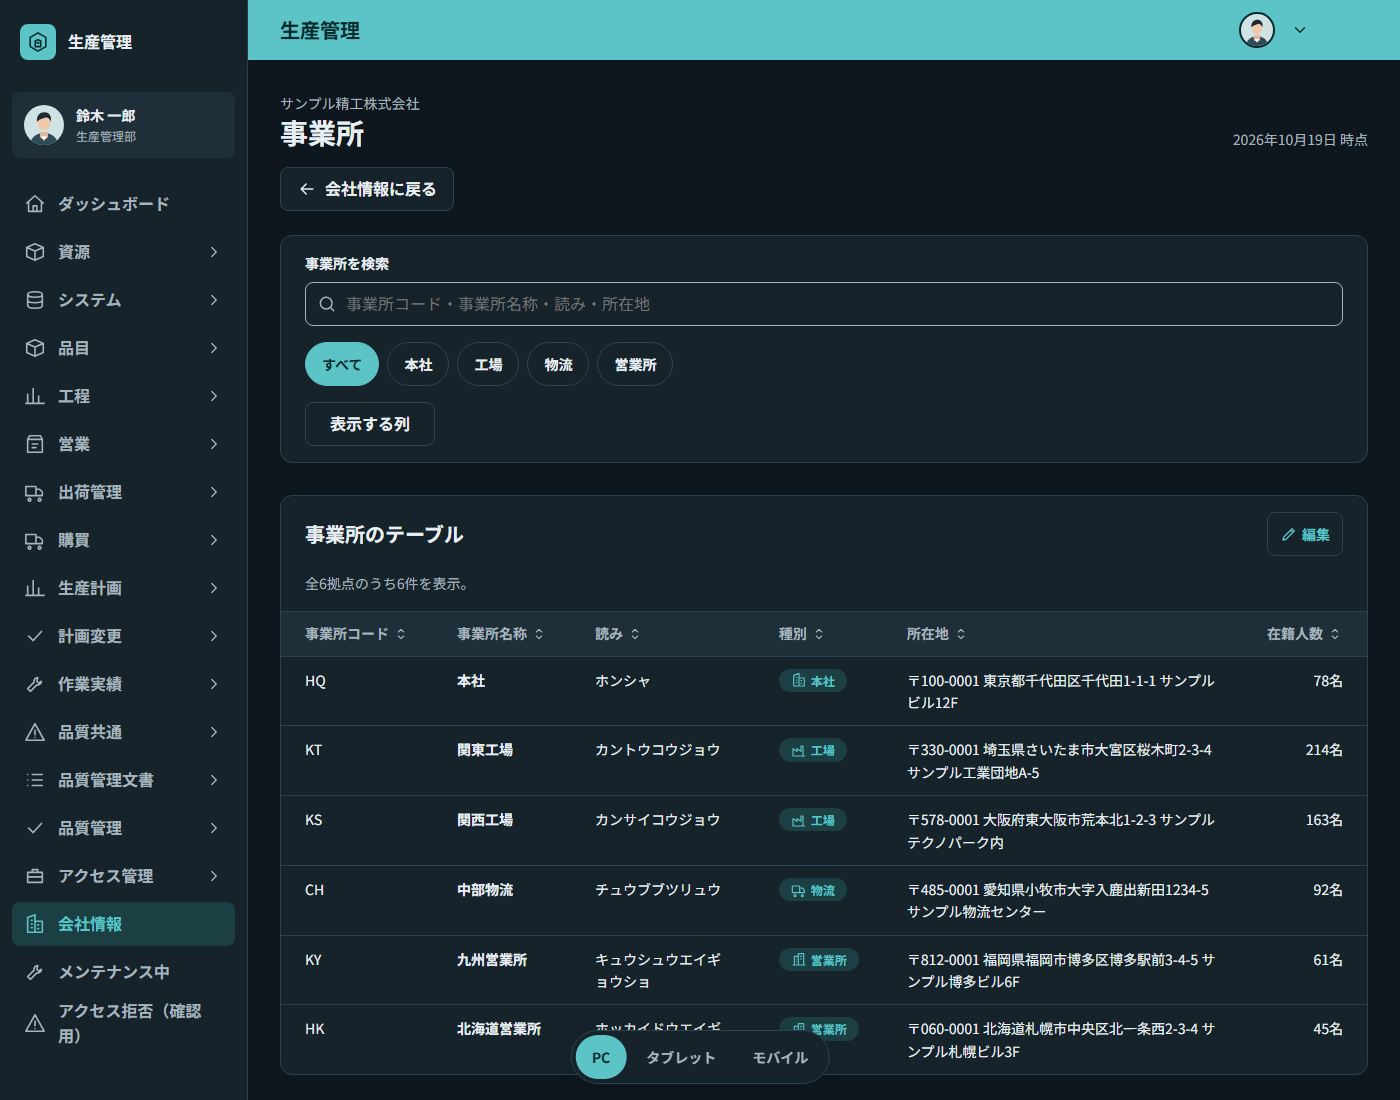 生産管理
鈴木 一郎
生産管理部
ダッシュボード
資源
システム
品目
工程
営業
出荷管理
購買
生産計画
計画変更
作業実績
品質共通
品質管理文書
品質管理
アクセス管理
会社情報
メンテナンス中
アクセス拒否（確認
用）
生産管理
サンプル精工株式会社
事業所
2026年10月19日 時点
会社情報に戻る
事業所を検索
事業所コード・事業所名称・読み・所在地
すべて 本社 工場 物流 営業所
表示する列
事業所のテーブル
編集
全6拠点のうち6件を表示。
事業所コード 事業所名称 読み 種別 所在地 在籍人数
HQ 本社 ホンシャ 本社 〒100-0001 東京都千代田区千代田1-1-1 サンプル 78名
ビル12F
KT 関東工場 カントウコウジョウ 工場 〒330-0001 埼玉県さいたま市大宮区桜木町2-3-4 214名
サンプル工業団地A-5
KS 関西工場 カンサイコウジョウ 工場 〒578-0001 大阪府東大阪市荒本北1-2-3 サンプル 163名
テクノパーク内
CH 中部物流 チュウブブツリュウ 物流 〒485-0001 愛知県小牧市大字入鹿出新田1234-5 92名
サンプル物流センター
KY 九州営業所 キュウシュウエイギ 営業所 〒812-0001 福岡県福岡市博多区博多駅前3-4-5 サ 61名
ョウショ ンプル博多ビル6F
HK 北海道営業所 ホッカイドウエイギ 営業所 〒060-0001 北海道札幌市中央区北一条西2-3-4 サ 45名
ンプル札幌ビル3F
PC タブレット モバイル